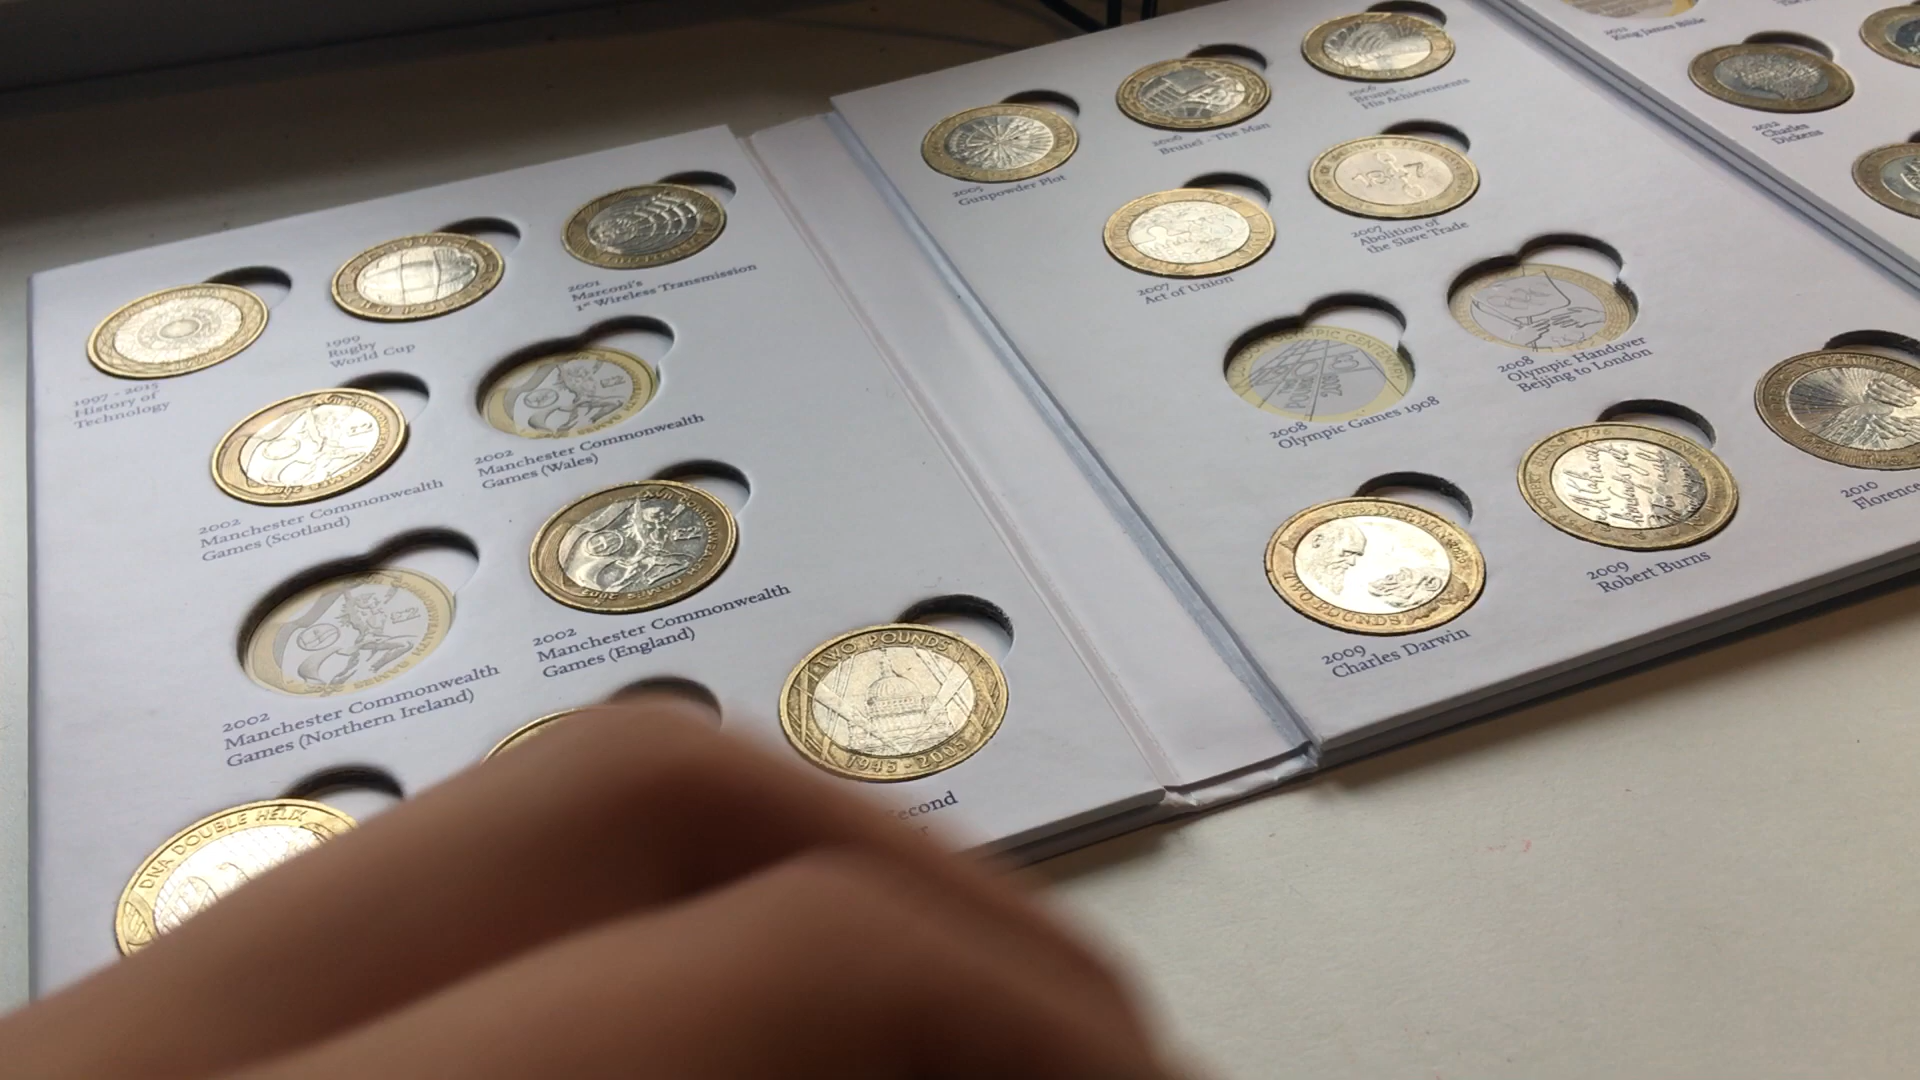 1997 - 2015
History of
Technology
1999
Rugby
World Cup
2001
Marconi's
1st Wireless Transmission
2002
Manchester Commonwealth
Games (Scotland)
2002
Manchester Commonwealth
Games (Wales)
2002
Manchester Commonwealth
Games (Northern Ireland)
2002
Manchester Commonwealth
Games (England)
DNA DOUBLE HELIX
TWO POUNDS
1945 - 2005
Second
2005
Gunpowder Plot
2006
Brunel - The Man
2006
Brunel -
His Achievements
2007
Act of Union
2007
Abolition of
the Slave Trade
2008
Olympic Games 1908
2008
Olympic Handover
Beijing to London
DARWIN
TWO POUNDS
2009
Charles Darwin
1796
2009
Robert Burns
2010
Florence
2011
King James Bible
2012
Charles
Dickens